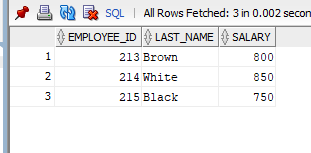 SQL | All Rows Fetched: 3 in 0.002 secon
EMPLOYEE_ID LAST_NAME SALARY
1 213 Brown 800
2 214 White 850
3 215 Black 750